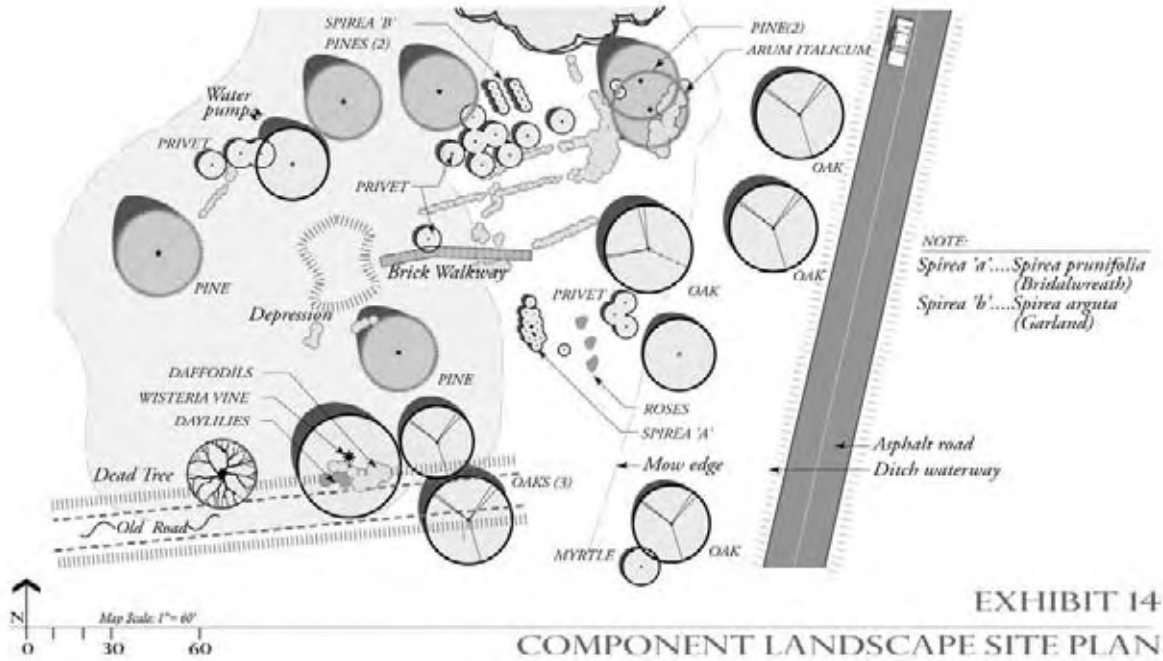 SPIREA 'B'
PINES (2)
PINE(2)
ARUM ITALICUM
Water
pump
PRIVET
OAK
PRIVET
NOTE:
Spirea 'a'....Spirea prunifolia
(Bridalwreath)
Spirea 'b'....Spirea arguta
(Garland)
OAK
Brick Walkway
PINE
OAK
PRIVET
Depression
DAFFODILS
PINE
WISTERIA VINE
ROSES
DAYLILIES
SPIREA 'A'
Asphalt road
Dead Tree
Mow edge
Ditch waterway
OAKS (3)
Old Road
MYRTLE
OAK
EXHIBIT 14
N
Map Scale: 1"= 60'
COMPONENT LANDSCAPE SITE PLAN
0 30 60